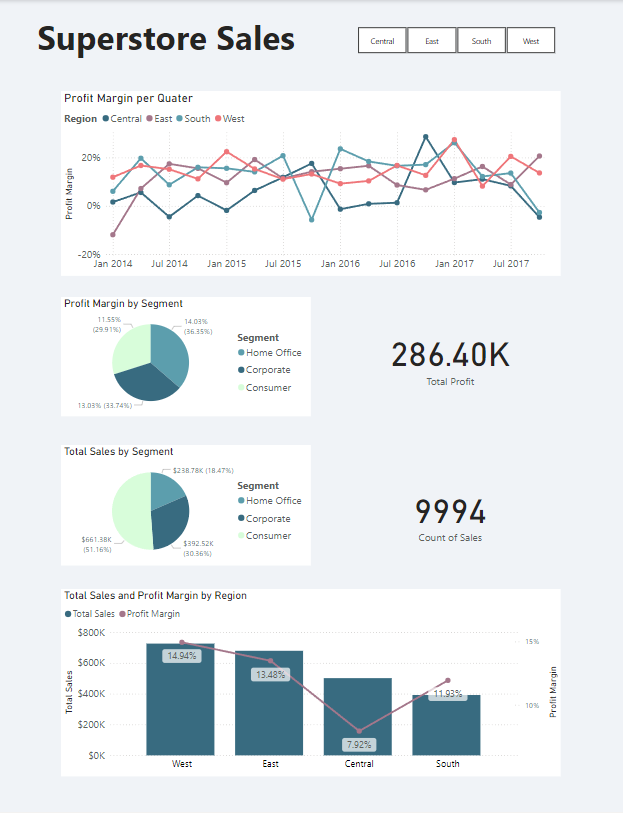 Superstore Sales
Central East South West
Profit Margin per Quater
Region Central East South West
Profit Margin
20%
0%
-20%
Jan 2014 Jul 2014 Jan 2015 Jul 2015 Jan 2016 Jul 2016 Jan 2017 Jul 2017
Profit Margin by Segment
11.55%
(29.91%)
14.03%
(36.35%)
13.03% (33.74%)
Segment
Home Office
Corporate
Consumer
286.40K
Total Profit
Total Sales by Segment
$238.78K (18.47%)
$661.38K
(51.16%)
$392.52K
(30.36%)
Segment
Home Office
Corporate
Consumer
9994
Count of Sales
Total Sales and Profit Margin by Region
Total Sales Profit Margin
Total Sales
$800K
$600K
$400K
$200K
$0K
14.94%
13.48%
7.92%
11.93%
15%
10%
Profit Margin
West East Central South